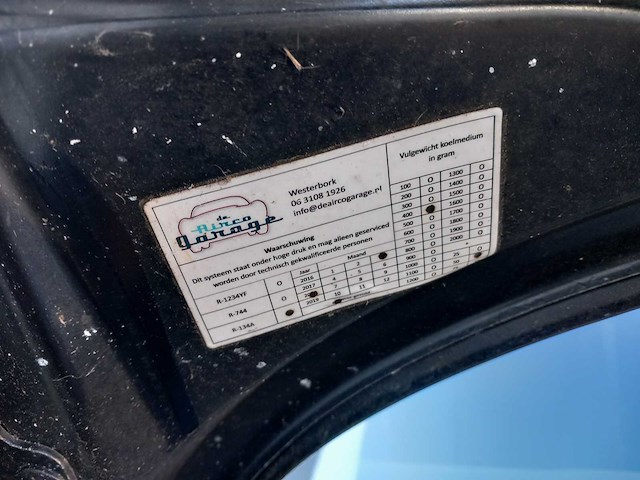 de
Airco
garage
Westerbork
06 3108 1926
info@deaircogarage.nl
Waarschuwing
Dit systeem staat onder hoge druk en mag alleen geserviced
worden door technisch gekwalificeerde personen
R-1234YF O
R-744 O
R-134A
Jaar Maand
2016 1 2
2017 4 5 6
7 8 9
2019 10 11 12
Vulgewicht koelmedium
in gram
100 O 1300 O
200 O 1400 O
300 O 1500 O
400 1600 O
500 O 1700 O
600 O 1800 O
700 O 1900 O
800 O 2000 O
900 O
1000 O 25 O
1100 O 50
1200 O